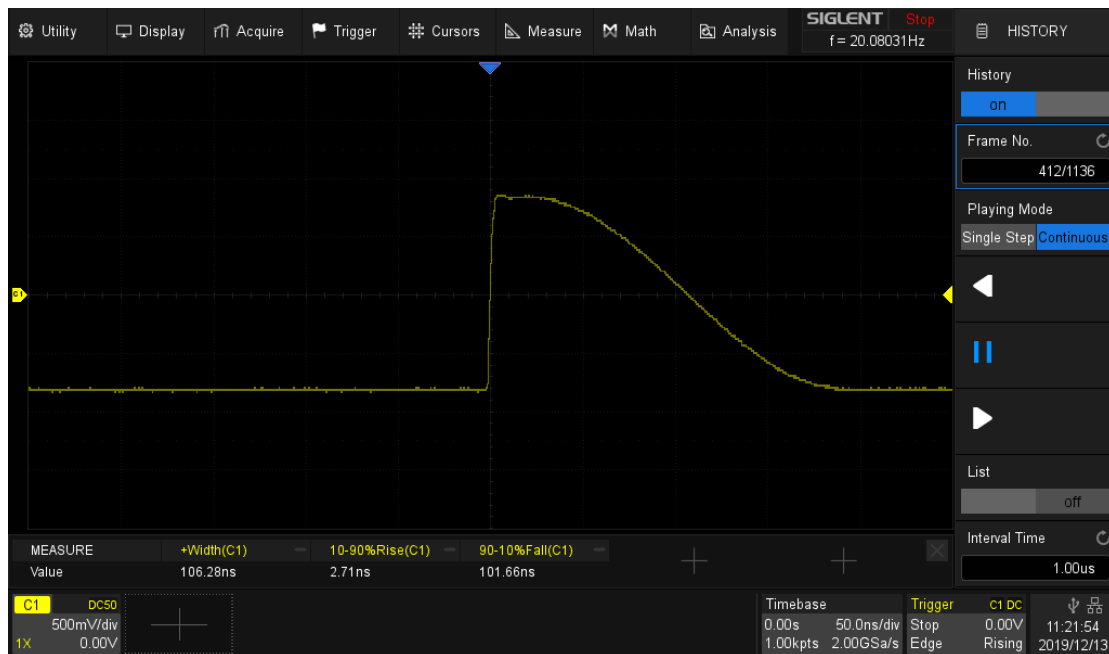 Utility Display Acquire Trigger Cursors Measure Math Analysis SIGLENT Stop HISTORY
f = 20.08031Hz
History
on
Frame No.
412/1136
Playing Mode
Single Step Continuous
C1
List
off
Interval Time
1.00us
MEASURE +Width(C1) 10-90%Rise(C1) 90-10%Fall(C1)
Value 106.28ns 2.71ns 101.66ns
C1 DC50 Timebase Trigger C1 DC
500mV/div 0.00s 50.0ns/div Stop 0.00V 11:21:54
1X 0.00V 1.00kpts 2.00GSa/s Edge Rising 2019/12/13